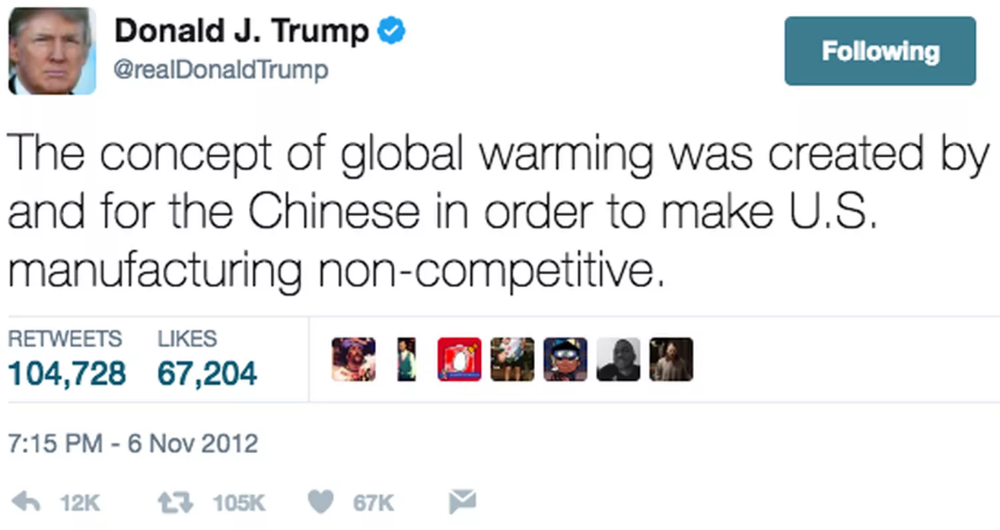 Donald J. Trump
@realDonaldTrump
Following
The concept of global warming was created by
and for the Chinese in order to make U.S.
manufacturing non-competitive.
RETWEETS LIKES
104,728 67,204
7:15 PM - 6 Nov 2012
12K 105K 67K